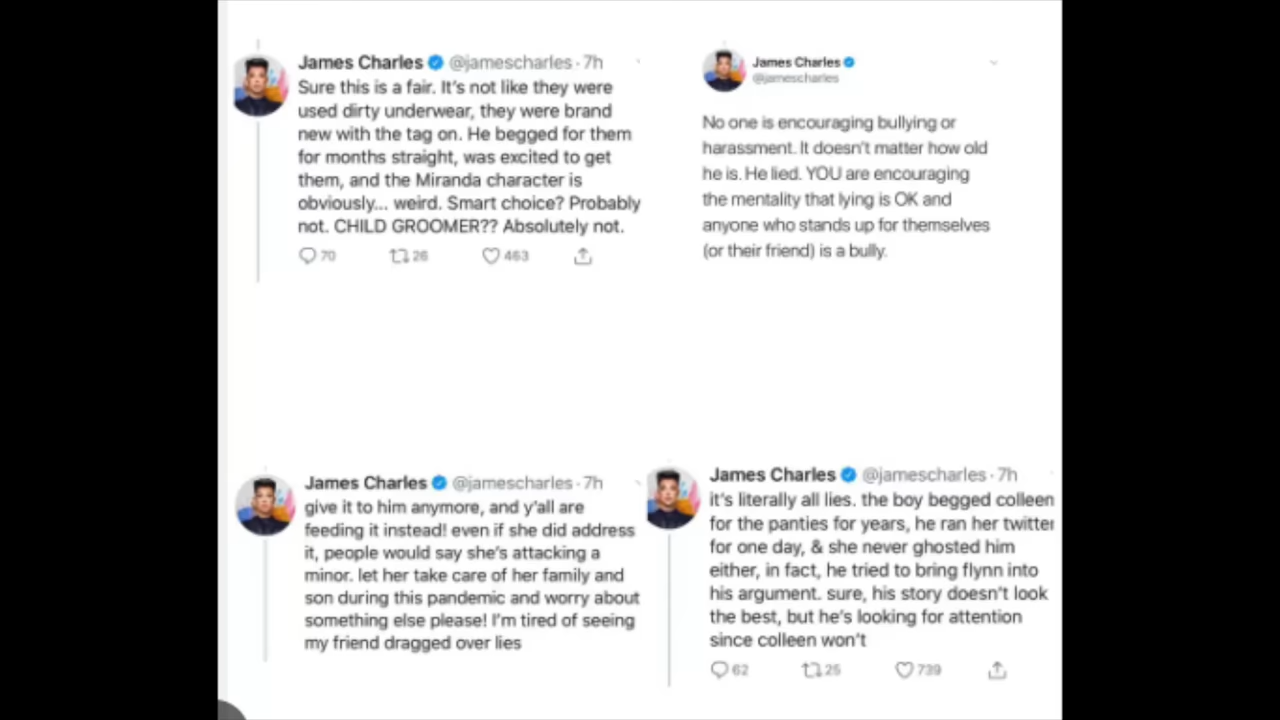 James Charles @jamescharles · 7h
Sure this is a fair. It's not like they were
used dirty underwear, they were brand
new with the tag on. He begged for them
for months straight, was excited to get
them, and the Miranda character is
obviously... weird. Smart choice? Probably
not. CHILD GROOMER?? Absolutely not.
70 26 463
James Charles
@jamescharles
No one is encouraging bullying or
harassment. It doesn't matter how old
he is. He lied. YOU are encouraging
the mentality that lying is OK and
anyone who stands up for themselves
(or their friend) is a bully.
James Charles @jamescharles · 7h
give it to him anymore, and y'all are
feeding it instead! even if she did address
it, people would say she's attacking a
minor. let her take care of her family and
son during this pandemic and worry about
something else please! I'm tired of seeing
my friend dragged over lies
James Charles @jamescharles · 7h
it's literally all lies. the boy begged colleen
for the panties for years, he ran her twitter
for one day, & she never ghosted him
either, in fact, he tried to bring flynn into
his argument. sure, his story doesn't look
the best, but he's looking for attention
since colleen won't
62 25 739